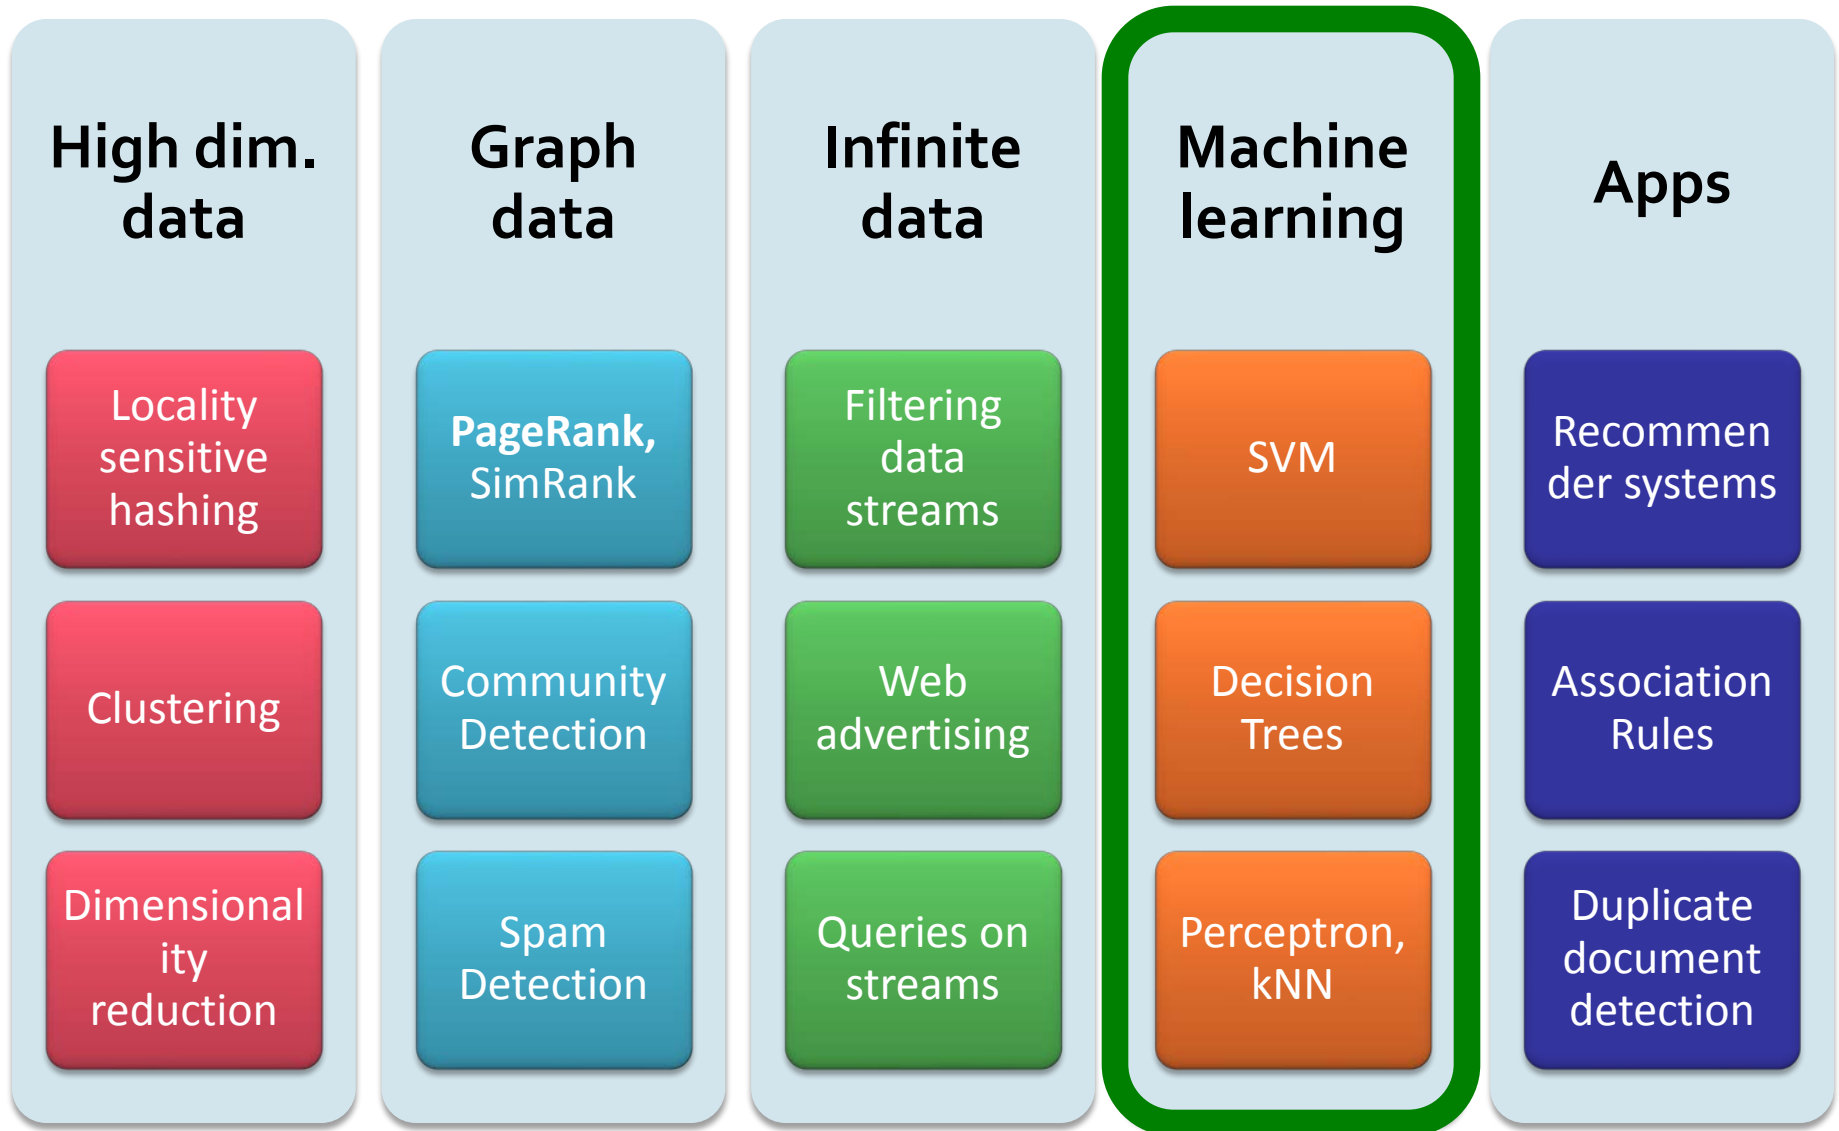 High dim.
data
Locality
sensitive
hashing
Clustering
Dimensional
ity
reduction
Graph
data
PageRank,
SimRank
Community
Detection
Spam
Detection
Infinite
data
Filtering
data
streams
Web
advertising
Queries on
streams
Machine
learning
SVM
Decision
Trees
Perceptron,
kNN
Apps
Recommen
der systems
Association
Rules
Duplicate
document
detection